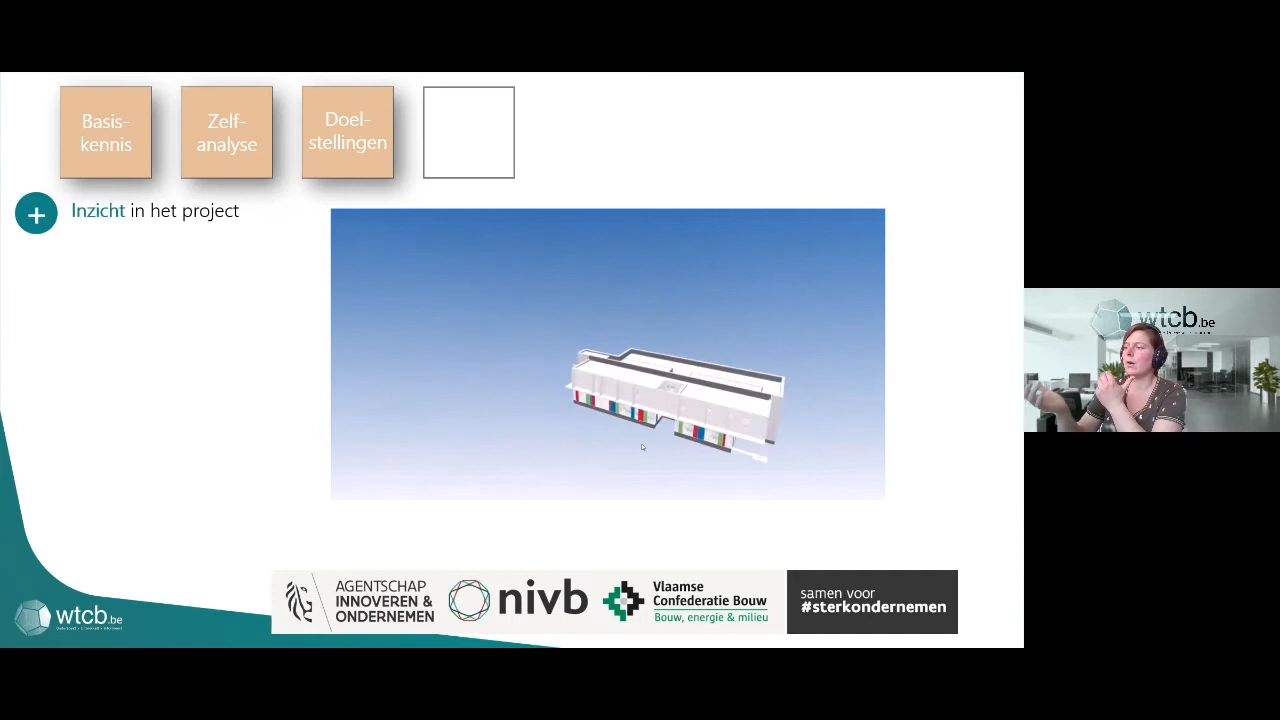 Basis-
kennis
Zelf-
analyse
Doel-
stellingen
+ Inzicht in het project
wtcb.be
AGENTSCHAP
INNOVEREN &
ONDERNEMEN
nivb
Vlaamse
Confederatie Bouw
Bouw, energie & milieu
samen voor
#sterkondernemen
wtcb.be